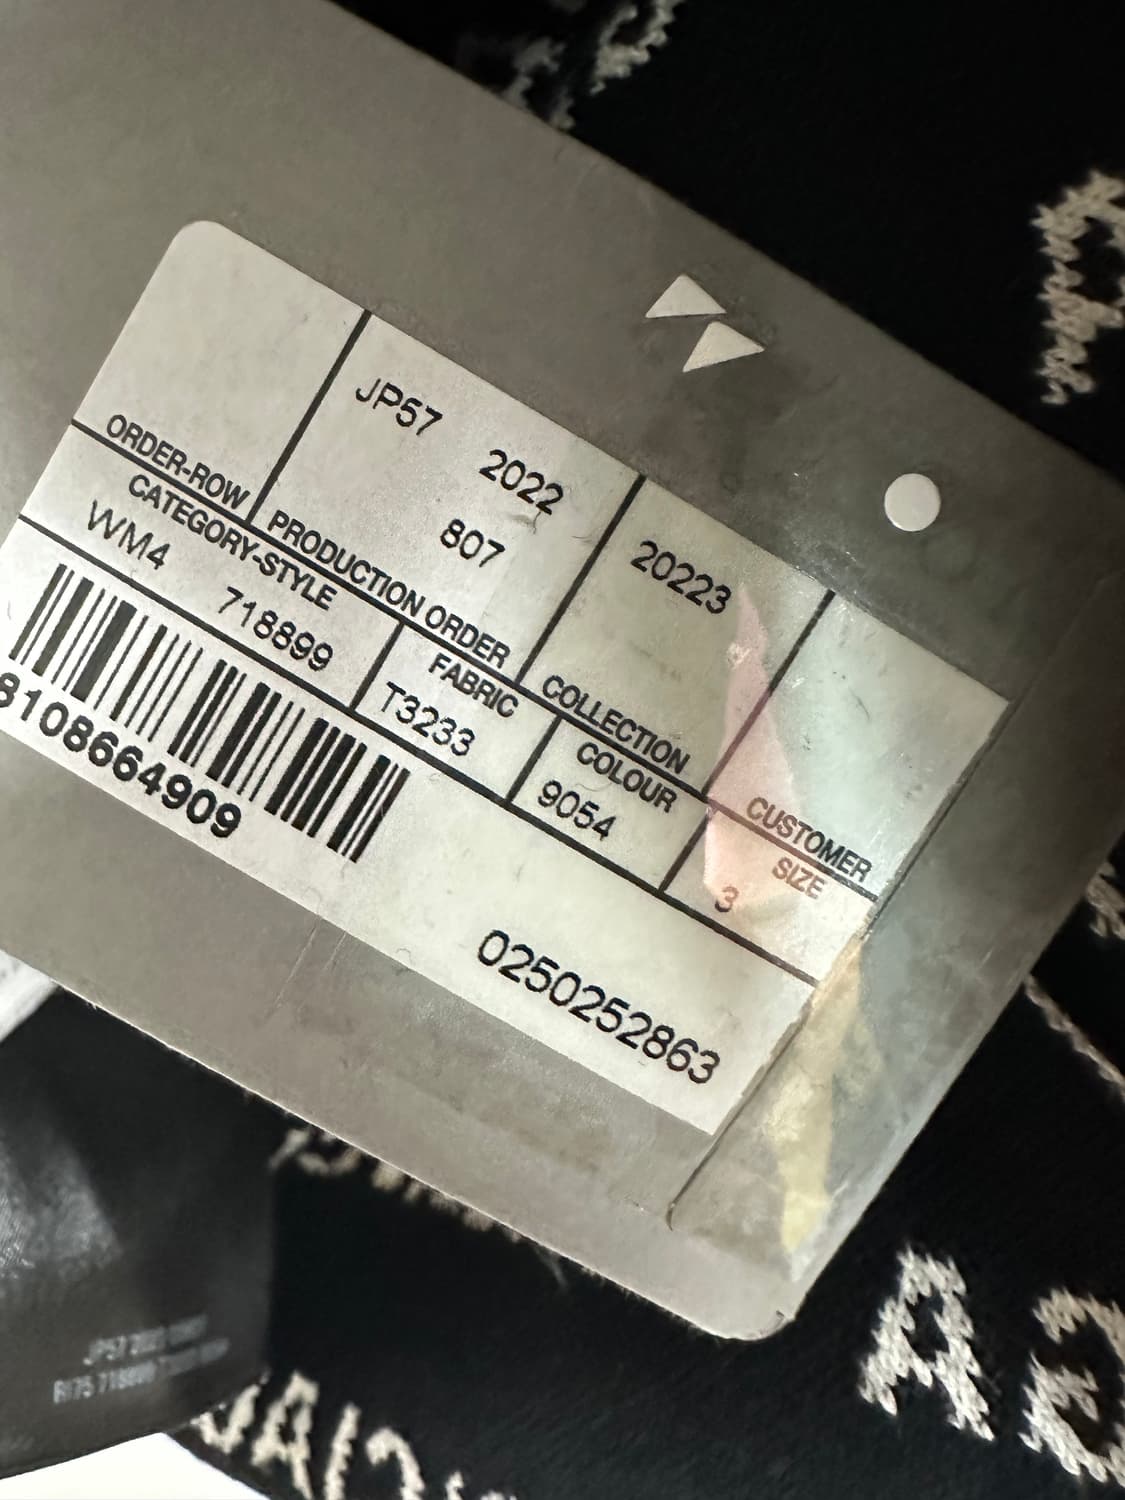 JP57 2022 20223
807
ORDER-ROW PRODUCTION ORDER COLLECTION CUSTOMER
CATEGORY-STYLE FABRIC COLOUR SIZE
WM4 718899 T3233 9054 3
8108664909
0250252863
JP57